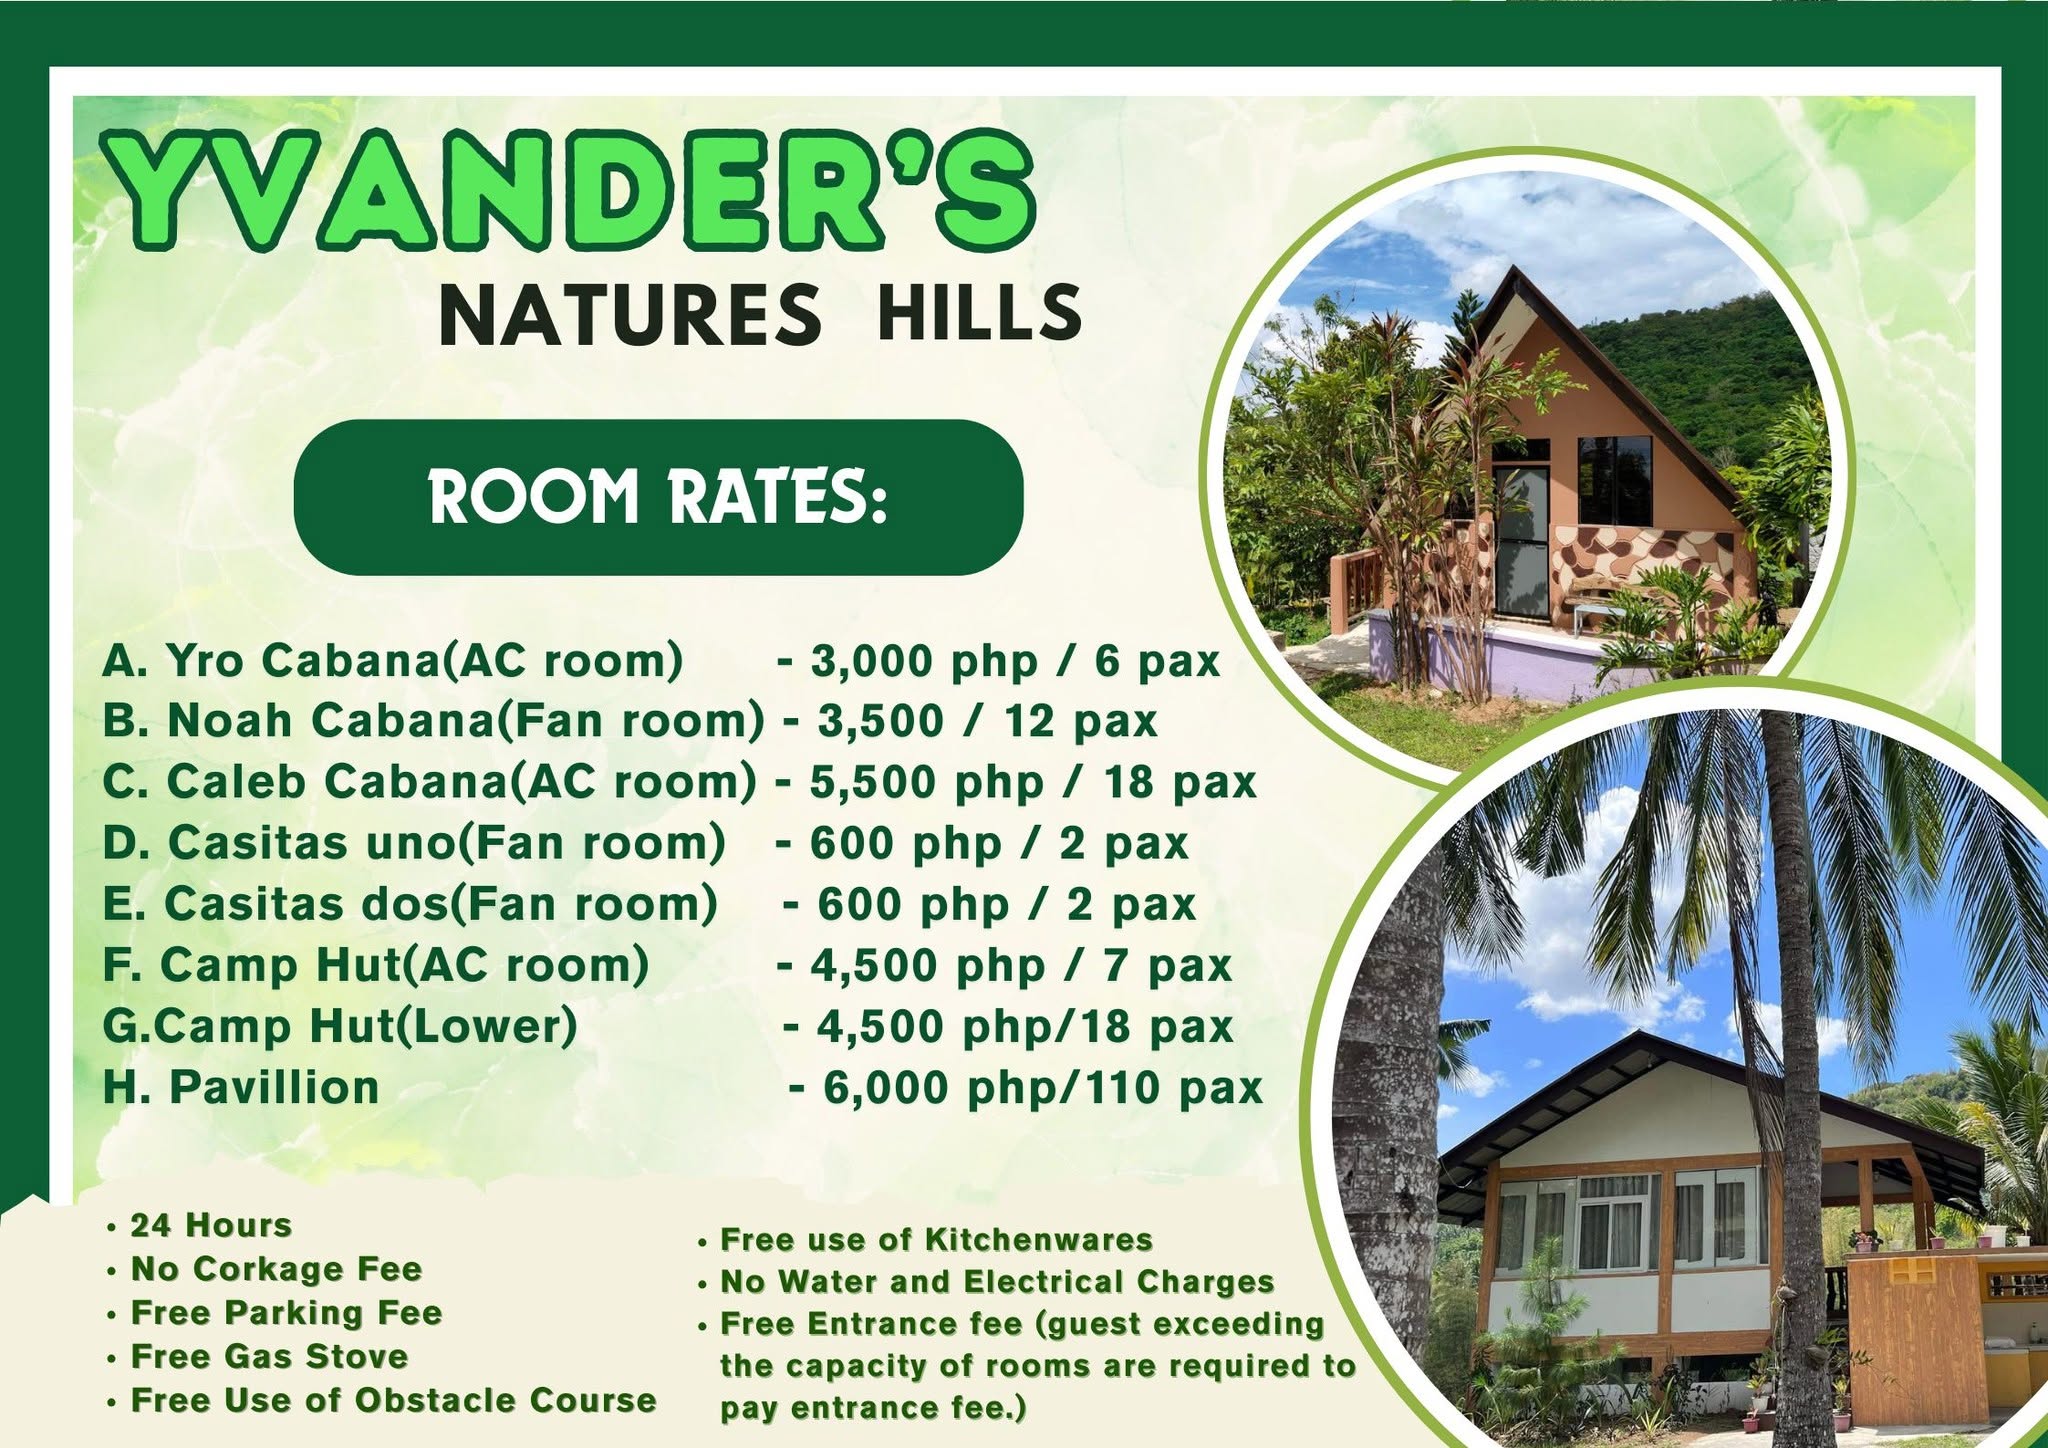 YVANDER'S
NATURES HILLS
ROOM RATES:
A. Yro Cabana(AC room) - 3,000 php / 6 pax
B. Noah Cabana(Fan room) - 3,500 / 12 pax
C. Caleb Cabana(AC room) - 5,500 php / 18 pax
D. Casitas uno(Fan room) - 600 php / 2 pax
E. Casitas dos(Fan room) - 600 php / 2 pax
F. Camp Hut(AC room) - 4,500 php / 7 pax
G.Camp Hut(Lower) - 4,500 php/18 pax
H. Pavillion - 6,000 php/110 pax
• 24 Hours
• No Corkage Fee
• Free Parking Fee
• Free Gas Stove
• Free Use of Obstacle Course
• Free use of Kitchenwares
• No Water and Electrical Charges
• Free Entrance fee (guest exceeding
the capacity of rooms are required to
pay entrance fee.)